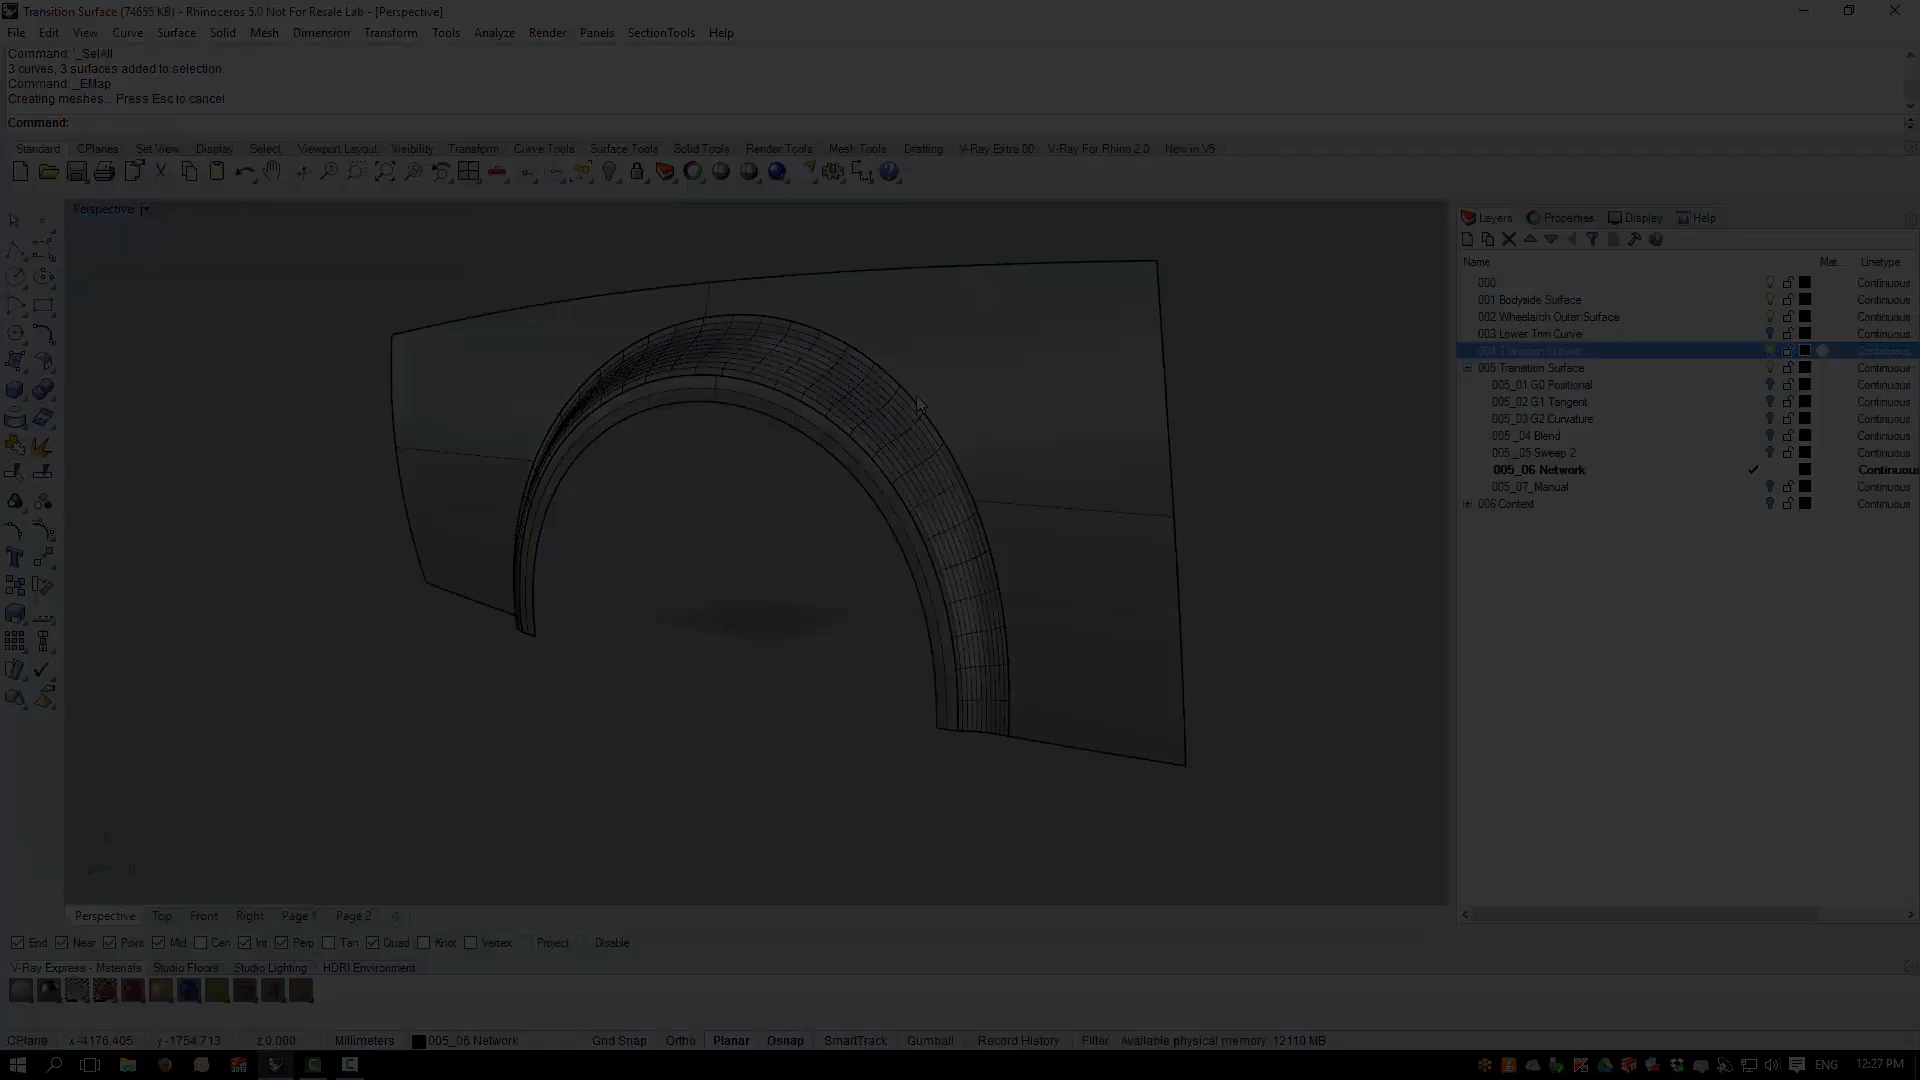 Transition Surface (74655 KB) - Rhinoceros 5.0 Not For Resale Lab - [Perspective]
File Edit View Curve Surface Solid Mesh Dimension Transform Tools Analyze Render Panels SectionTools Help
Command: '_SelAll
3 curves, 3 surfaces added to selection.
Command: _EMap
Creating meshes... Press Esc to cancel
Command:
Standard CPlanes Set View Display Select Viewport Layout Visibility Transform Curve Tools Surface Tools Solid Tools Render Tools Mesh Tools Drafting V-Ray Extra 00 V-Ray For Rhino 2.0 New in V5
Perspective
Layers Properties Display Help
Name Mat... Linetype
000 Continuous
001 Bodyside Surface Continuous
002 Wheelarch Outer Surface Continuous
003 Lower Trim Curve Continuous
004 Transition Curves Continuous
005 Transition Surface Continuous
005_01 G0 Positional Continuous
005_02 G1 Tangent Continuous
005_03 G2 Curvature Continuous
005 _04 Blend Continuous
005 _05 Sweep 2 Continuous
005_06 Network Continuous
005_07_Manual Continuous
006 Context Continuous
Perspective Top Front Right Page 1 Page 2
End Near Point Mid Cen Int Perp Tan Quad Knot Vertex Project Disable
V-Ray Express - Materials Studio Floors Studio Lighting HDRI Environment
CPlane x -4176.405 y -1754.713 z 0.000 Millimeters 005_06 Network Grid Snap Ortho Planar Osnap SmartTrack Gumball Record History Filter Available physical memory: 12110 MB
ENG 12:27 PM